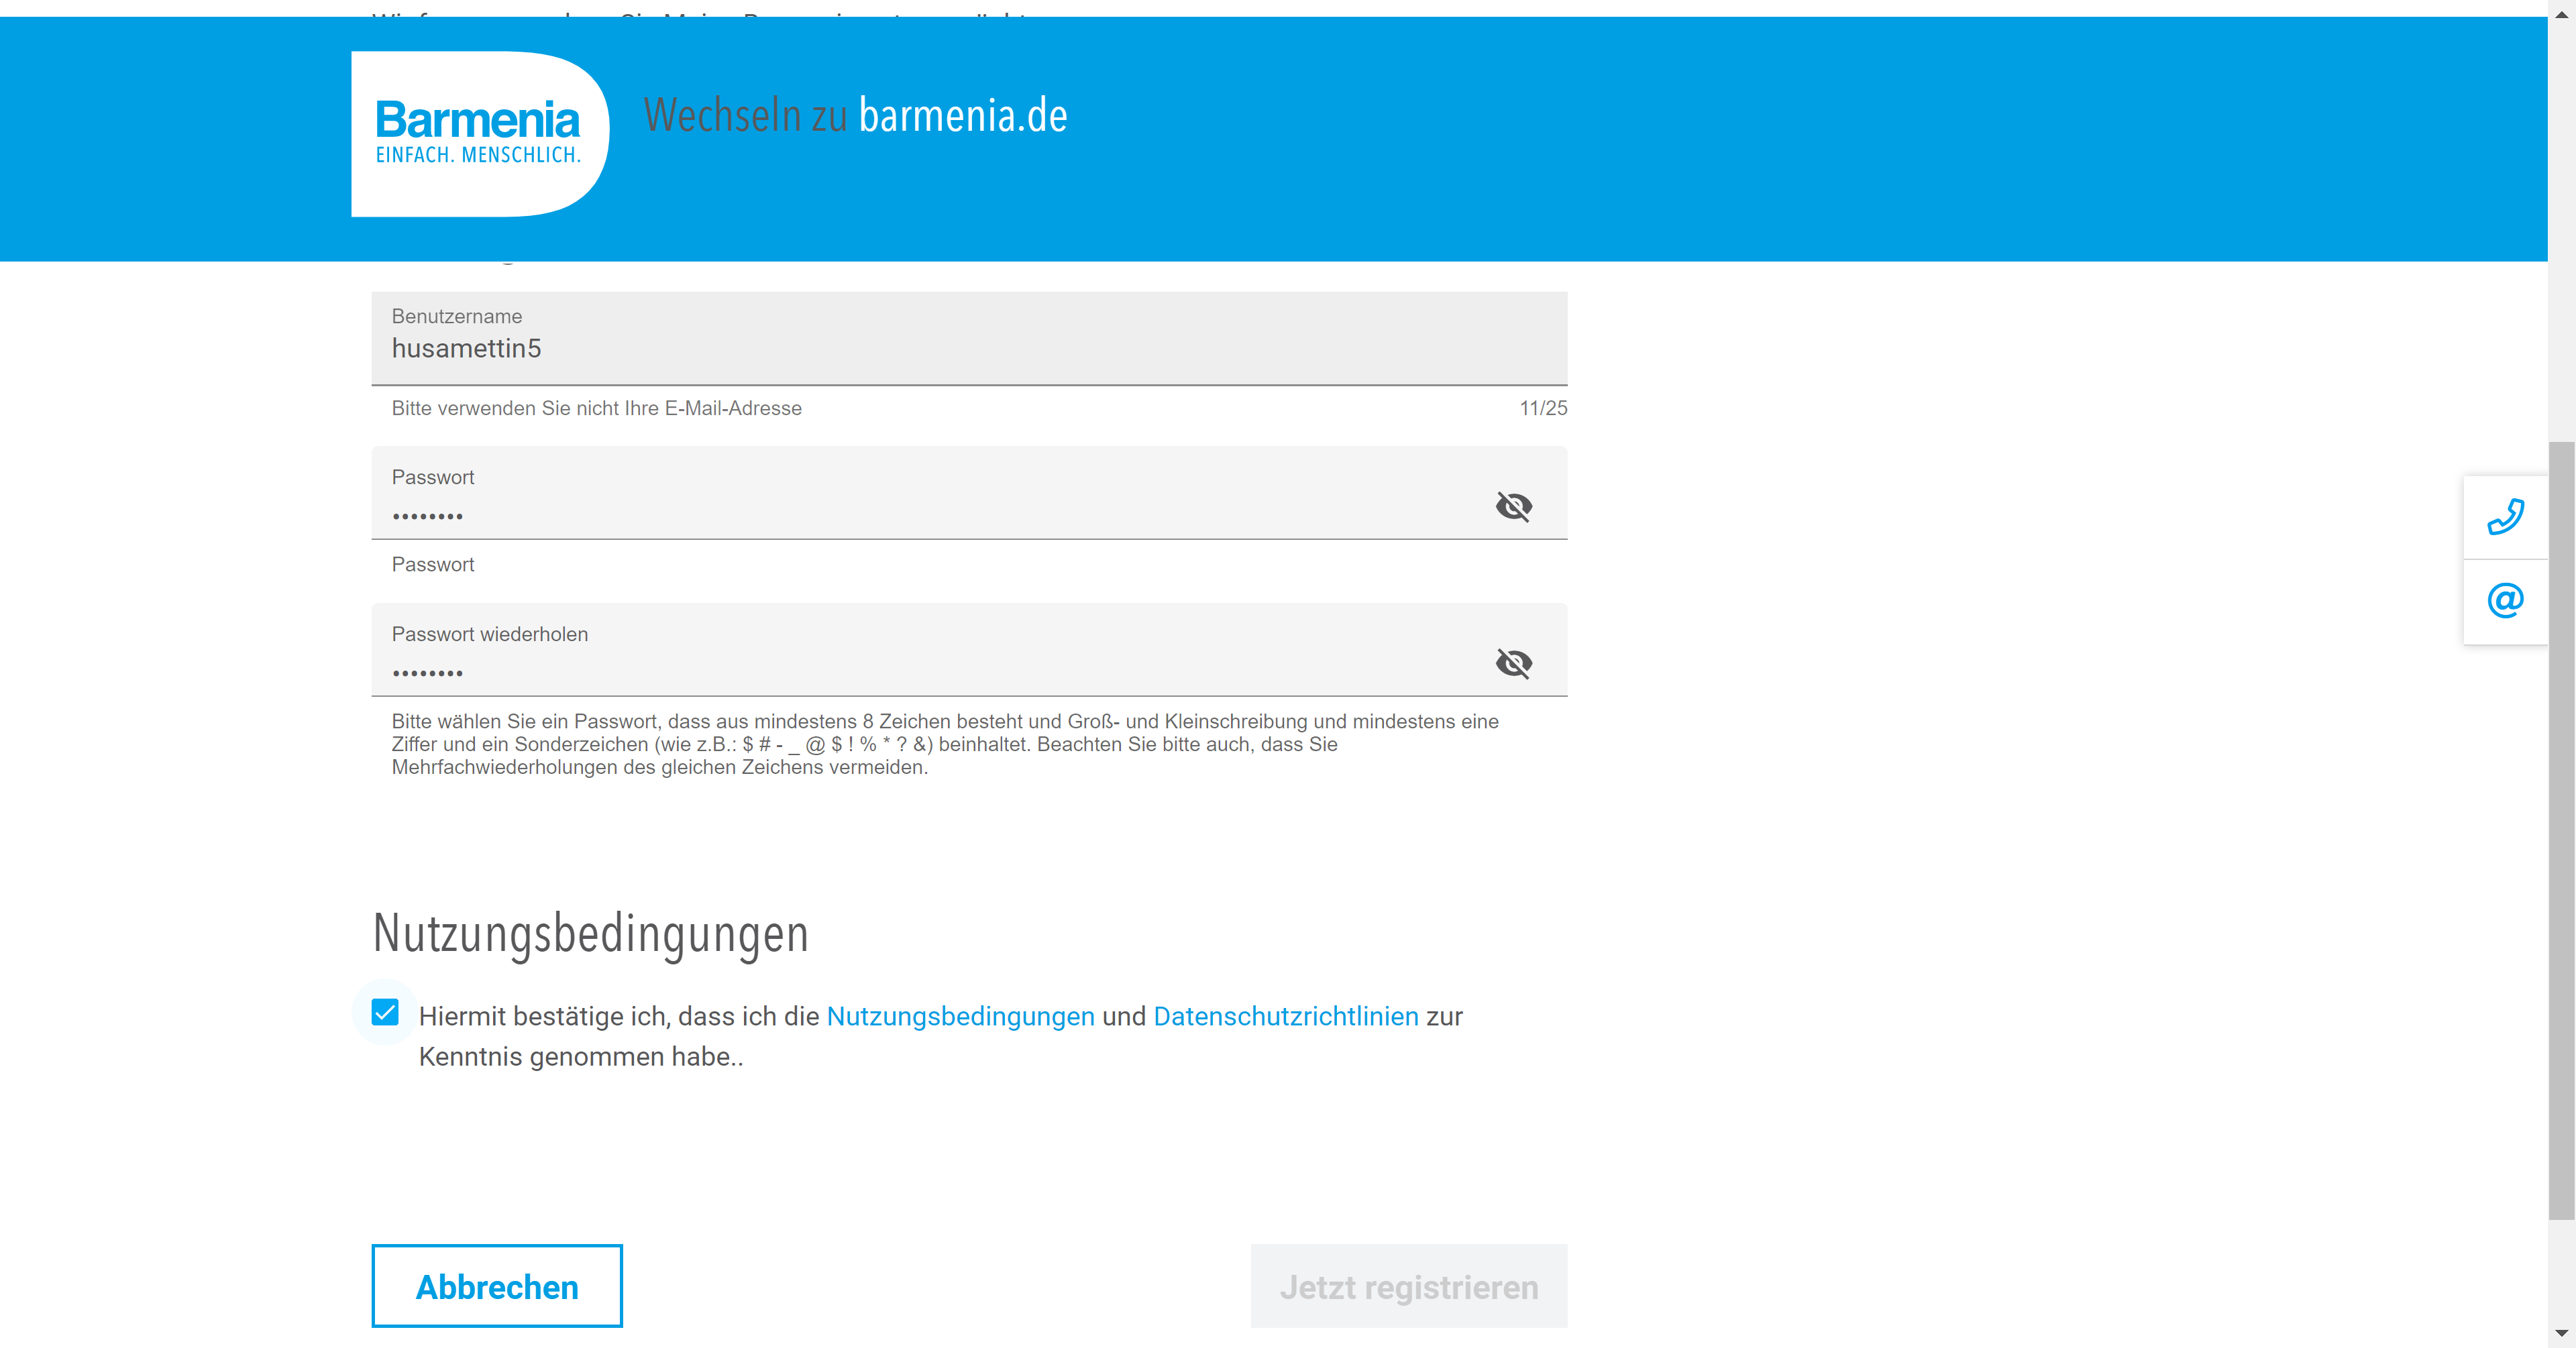 Barmenia
EINFACH. MENSCHLICH.
Wechseln zu barmenia.de
Benutzername
husamettin5
Bitte verwenden Sie nicht Ihre E-Mail-Adresse 11/25
Passwort
••••••••
Passwort
Passwort wiederholen
••••••••
Bitte wählen Sie ein Passwort, dass aus mindestens 8 Zeichen besteht und Groß- und Kleinschreibung und mindestens eine
Ziffer und ein Sonderzeichen (wie z.B.: $ # - _ @ $ ! % * ? &) beinhaltet. Beachten Sie bitte auch, dass Sie
Mehrfachwiederholungen des gleichen Zeichens vermeiden.
Nutzungsbedingungen
Hiermit bestätige ich, dass ich die Nutzungsbedingungen und Datenschutzrichtlinien zur
Kenntnis genommen habe..
Abbrechen
Jetzt registrieren